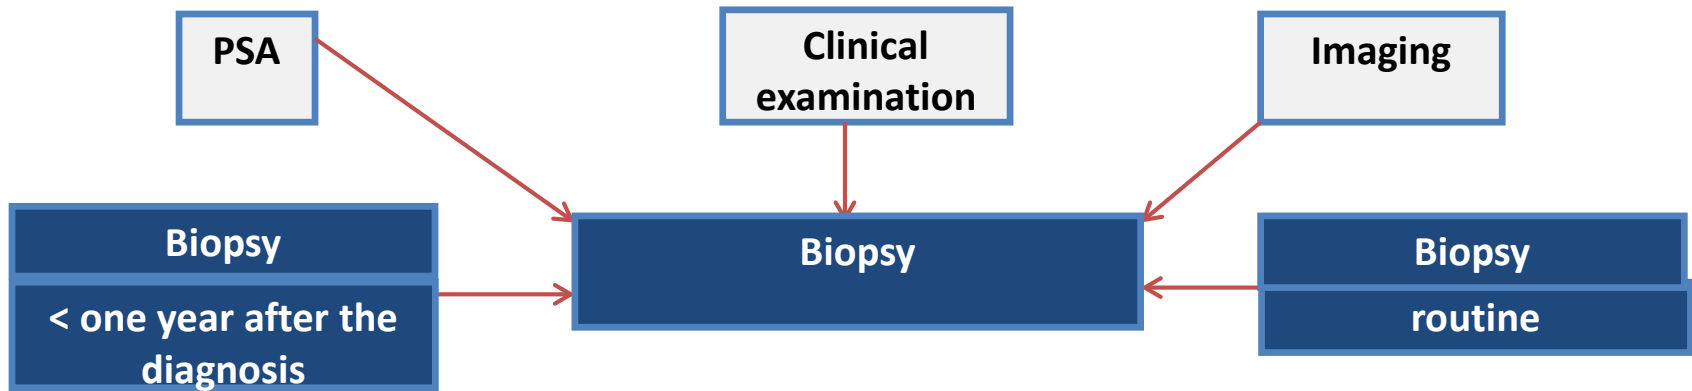 PSA
Clinical
examination
Imaging
Biopsy
< one year after the
diagnosis
Biopsy
Biopsy
routine